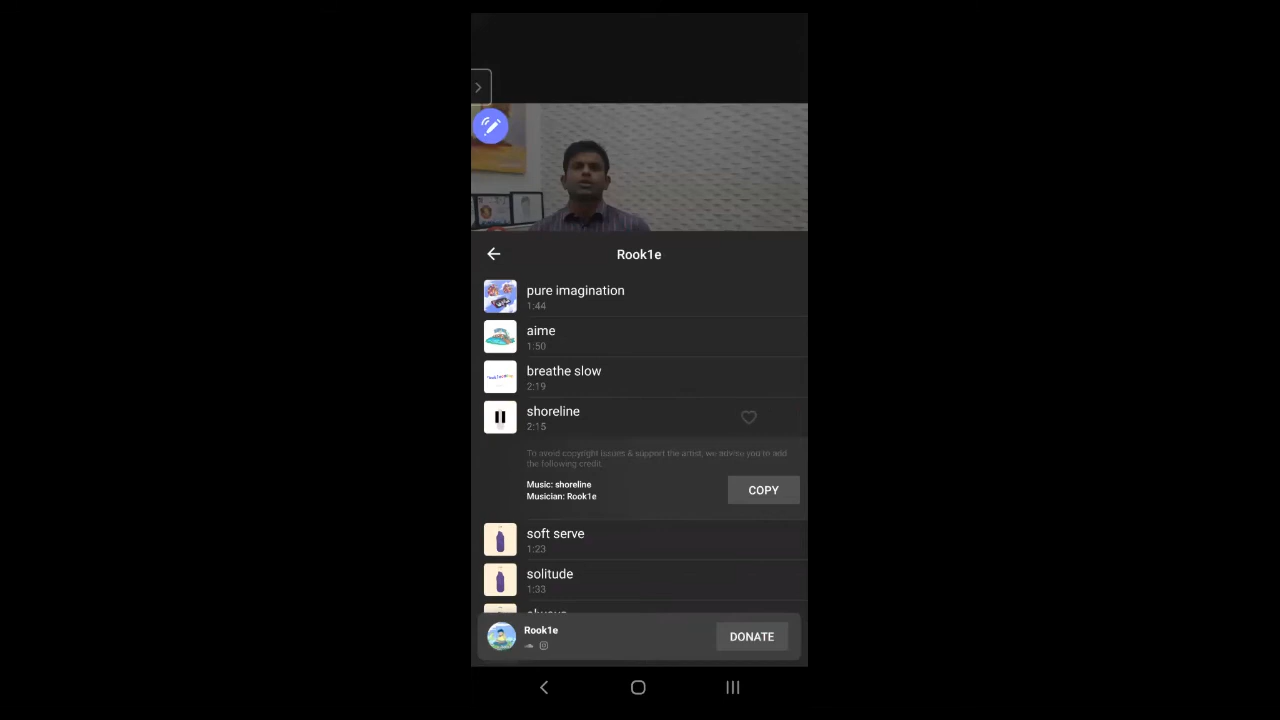 Rook1e
pure imagination
1:44
aime
1:50
breathe slow
2:19
shoreline
2:15
To avoid copyright issues & support the artist, we advise you to add
the following credit.
Music: shoreline
Musician: Rook1e
COPY
soft serve
1:23
solitude
1:33
Rook1e
DONATE